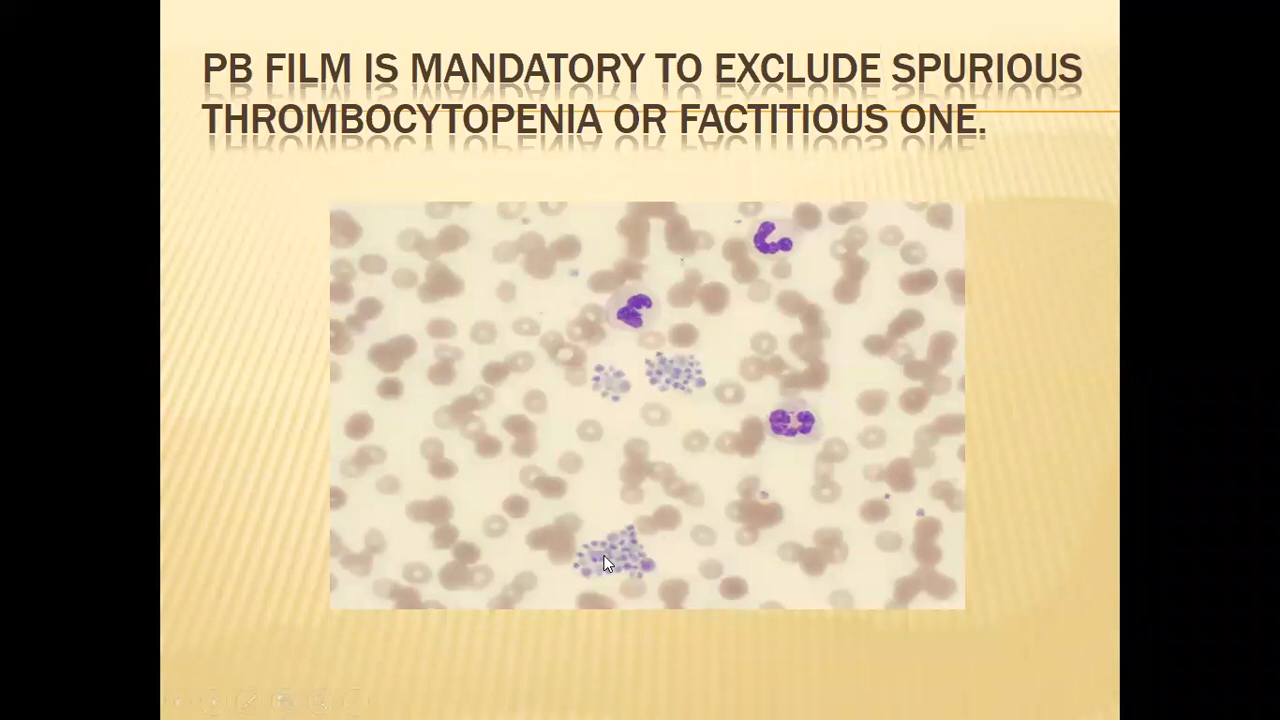 PB FILM IS MANDATORY TO EXCLUDE SPURIOUS
THROMBOCYTOPENIA OR FACTITIOUS ONE.